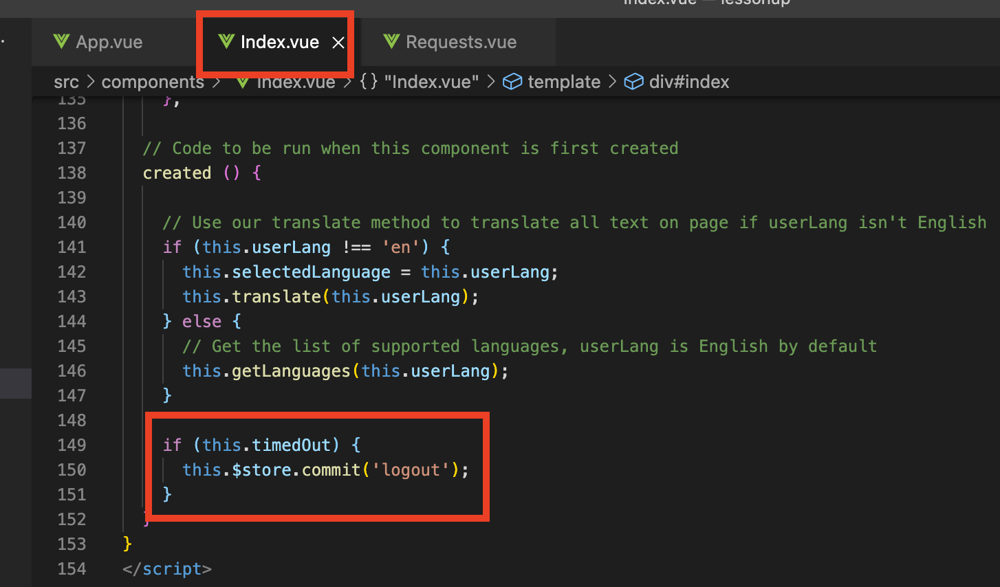 Index.vue — lessonup
App.vue
Index.vue ×
Requests.vue
src > components > Index.vue > {} "Index.vue" > template > div#index
135 },
136
137 // Code to be run when this component is first created
138 created () {
139
140 // Use our translate method to translate all text on page if userLang isn't English
141 if (this.userLang !== 'en') {
142 this.selectedLanguage = this.userLang;
143 this.translate(this.userLang);
144 } else {
145 // Get the list of supported languages, userLang is English by default
146 this.getLanguages(this.userLang);
147 }
148
149 if (this.timedOut) {
150 this.$store.commit('logout');
151 }
152 }
153 }
154 </script>